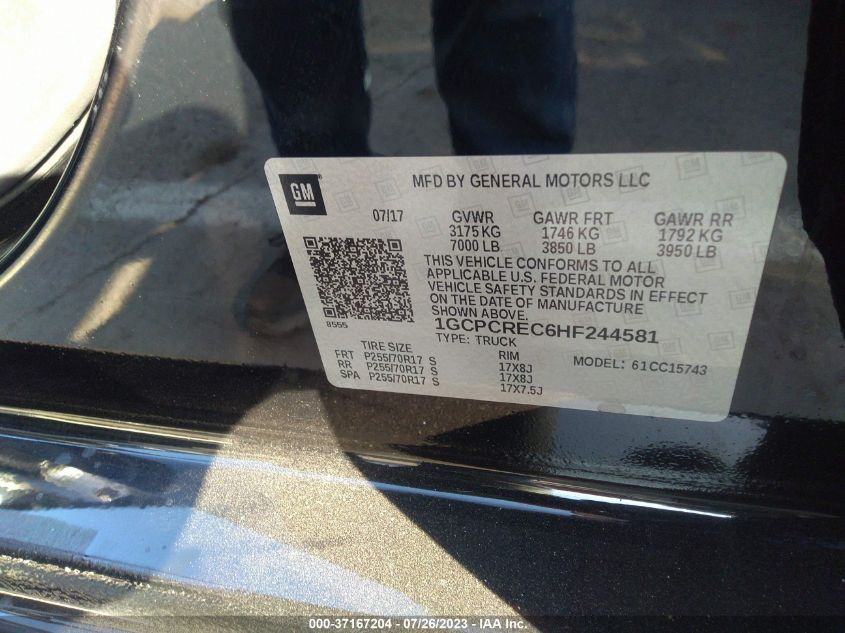 GM
MFD BY GENERAL MOTORS LLC
07/17 GVWR GAWR FRT GAWR RR
3175 KG 1746 KG 1792 KG
7000 LB 3850 LB 3950 LB
THIS VEHICLE CONFORMS TO ALL
APPLICABLE U.S. FEDERAL MOTOR
VEHICLE SAFETY STANDARDS IN EFFECT
ON THE DATE OF MANUFACTURE
SHOWN ABOVE.
8555
1GCPCREC6HF244581
TYPE: TRUCK
TIRE SIZE RIM MODEL: 61CC15743
FRT P255/70R17 S 17X8J
RR P255/70R17 S 17X8J
SPA P255/70R17 S 17X7.5J
000-37167204 - 07/26/2023 - IAA Inc.